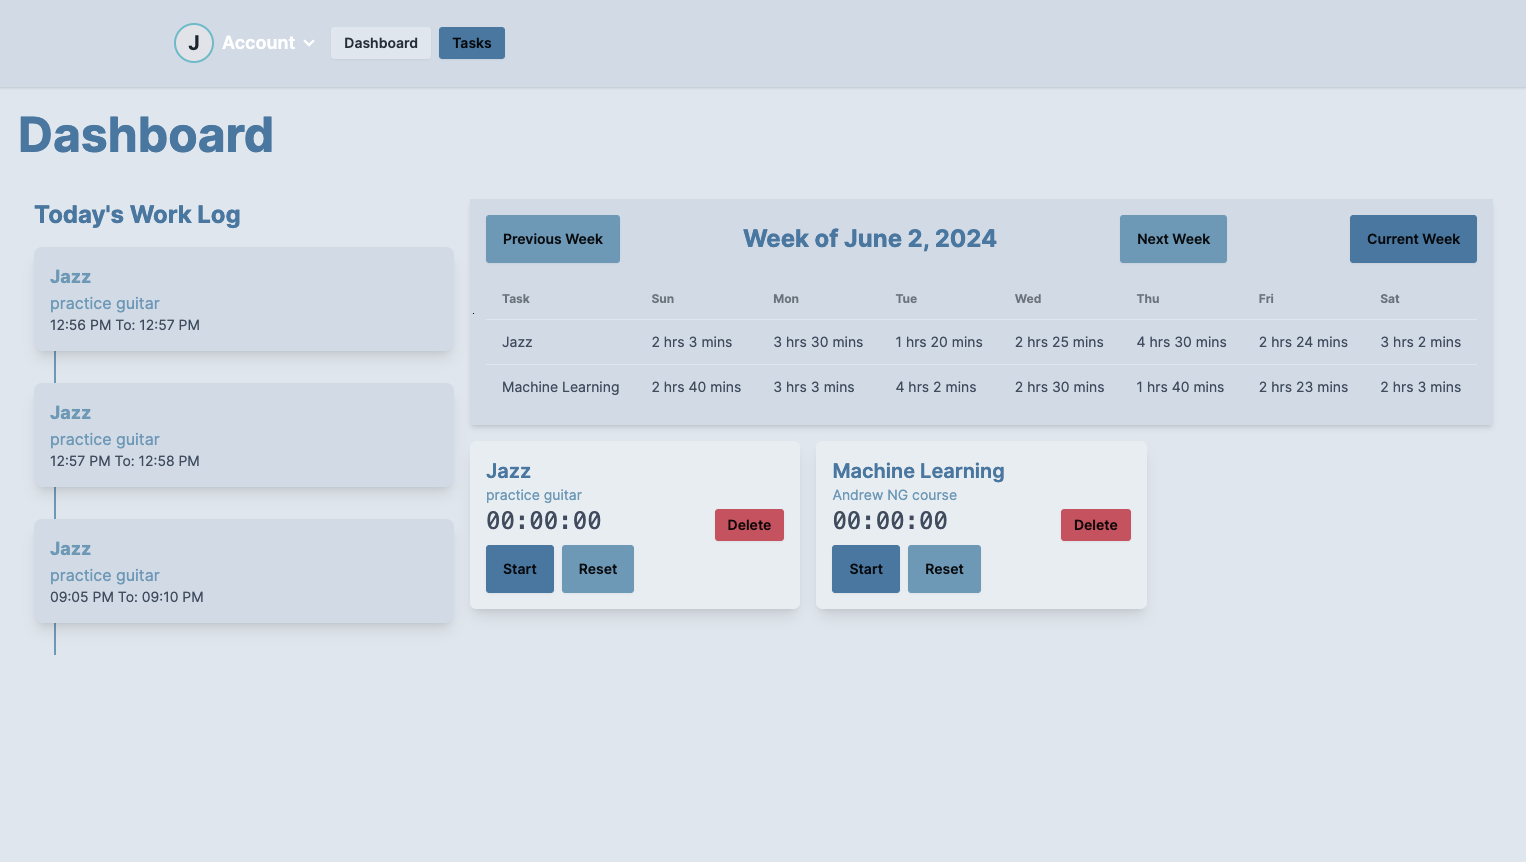 J Account Dashboard Tasks
Dashboard
Today's Work Log
Jazz
practice guitar
12:56 PM To: 12:57 PM
Jazz
practice guitar
12:57 PM To: 12:58 PM
Jazz
practice guitar
09:05 PM To: 09:10 PM
Previous Week Week of June 2, 2024 Next Week Current Week
Task Sun Mon Tue Wed Thu Fri Sat
Jazz 2 hrs 3 mins 3 hrs 30 mins 1 hrs 20 mins 2 hrs 25 mins 4 hrs 30 mins 2 hrs 24 mins 3 hrs 2 mins
Machine Learning 2 hrs 40 mins 3 hrs 3 mins 4 hrs 2 mins 2 hrs 30 mins 1 hrs 40 mins 2 hrs 23 mins 2 hrs 3 mins
Jazz
practice guitar
00:00:00
Delete
Start Reset
Machine Learning
Andrew NG course
00:00:00
Delete
Start Reset